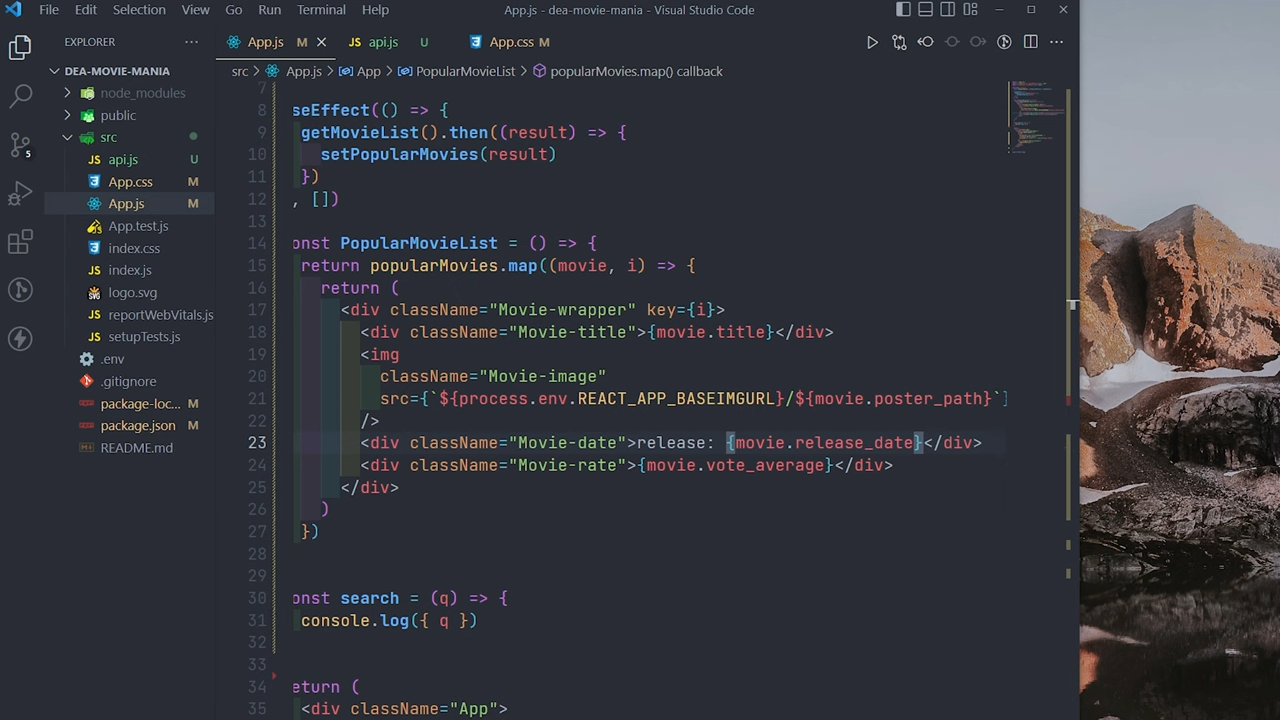 File Edit Selection View Go Run Terminal Help App.js - dea-movie-mania - Visual Studio Code
EXPLORER ··· App.js M JS api.js U App.css M ···
DEA-MOVIE-MANIA
src > App.js > App > PopularMovieList > popularMovies.map() callback
node_modules
public
src
JS api.js U
App.css M
App.js M
App.test.js
index.css
JS index.js
logo.svg
JS reportWebVitals.js
JS setupTests.js
.env
.gitignore
package-loc... M
package.json M
README.md
5
7
8 seEffect(() => {
9 getMovieList().then((result) => {
10 setPopularMovies(result)
11 })
12 , [])
13
14 onst PopularMovieList = () => {
15 return popularMovies.map((movie, i) => {
16 return (
17 <div className="Movie-wrapper" key={i}>
18 <div className="Movie-title">{movie.title}</div>
19 <img
20 className="Movie-image"
21 src={`${process.env.REACT_APP_BASEIMGURL}/${movie.poster_path}`}
22 />
23 <div className="Movie-date">release: {movie.release_date}</div>
24 <div className="Movie-rate">{movie.vote_average}</div>
25 </div>
26 )
27 })
28
29
30 onst search = (q) => {
31 console.log({ q })
32
33
34 eturn (
35 <div className="App">